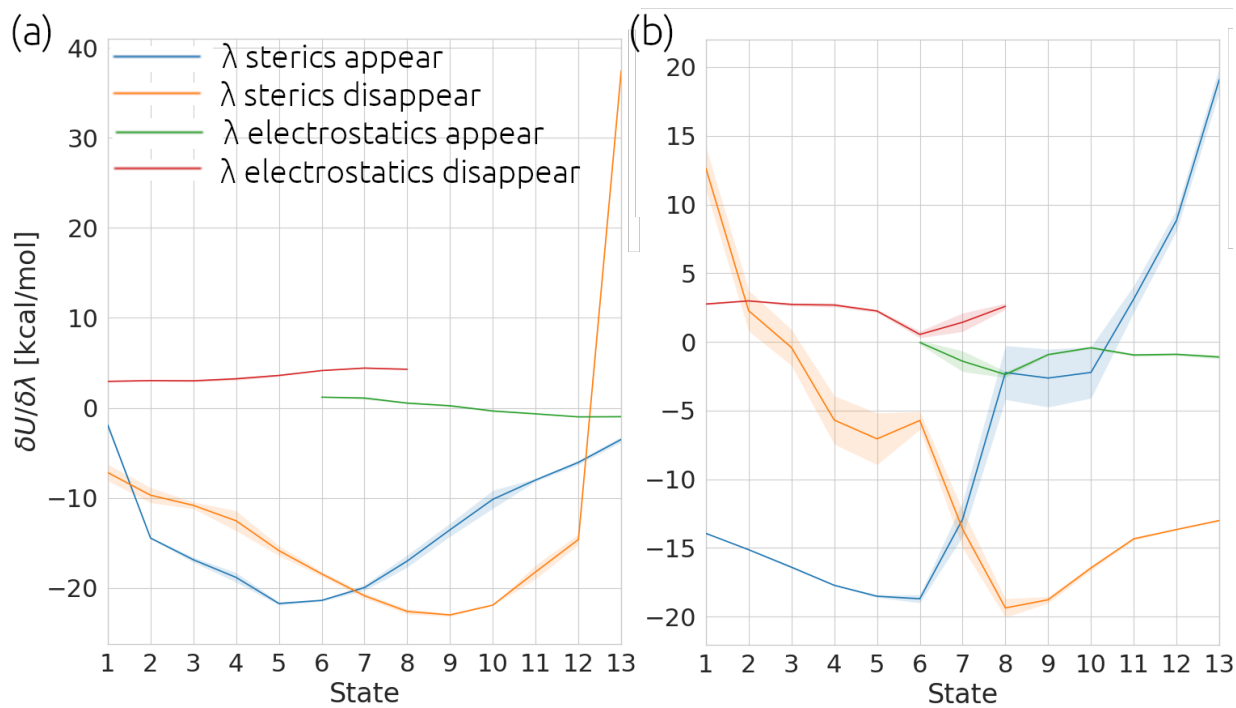 (a)
λ sterics appear
λ sterics disappear
λ electrostatics appear
λ electrostatics disappear
δU/δλ [kcal/mol]
40
30
20
10
0
−10
−20
1 2 3 4 5 6 7 8 9 10 11 12 13
State
(b)
20
15
10
5
0
−5
−10
−15
−20
1 2 3 4 5 6 7 8 9 10 11 12 13
State